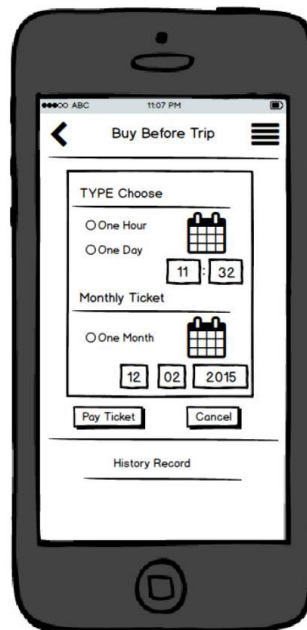 ABC 11:07 PM
Buy Before Trip
TYPE Choose
One Hour
One Day
11 : 32
Monthly Ticket
One Month
12 02 2015
Pay Ticket Cancel
History Record